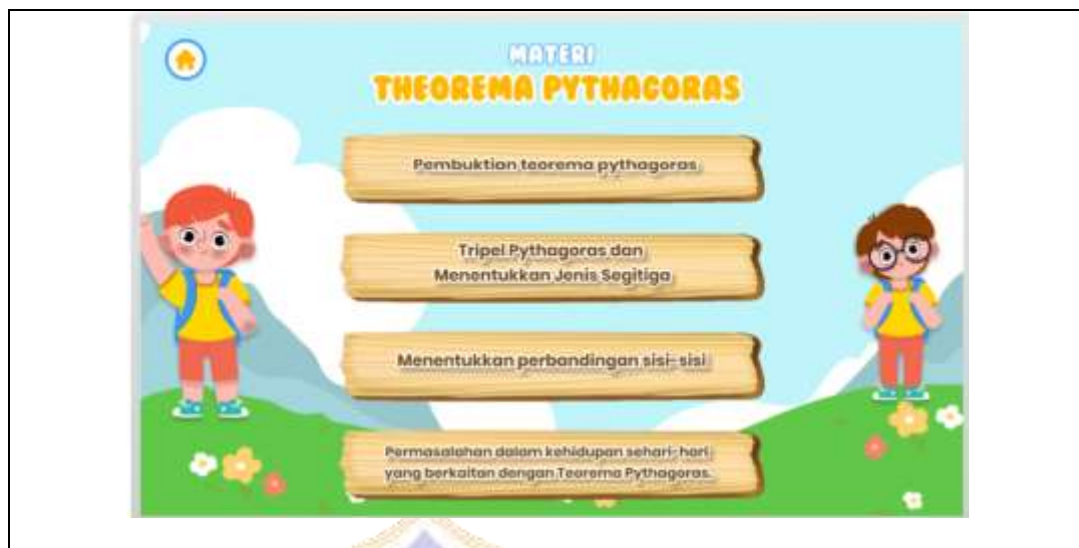 MATERI
THEOREMA PYTHAGORAS
Pembuktian teorema pythagoras
Tripel Pythagoras dan
Menentukkan Jenis Segitiga
Menentukkan perbandingan sisi-sisi
Permasalahan dalam kehidupan sehari-hari
yang berkaitan dengan Teorema Pythagoras.